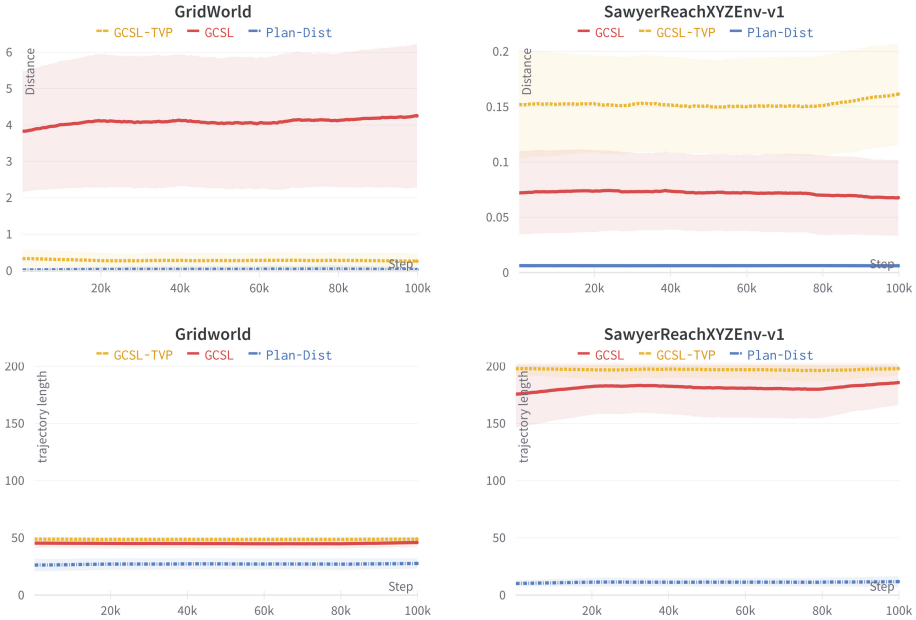 GridWorld
GCSL-TVP GCSL Plan-Dist
Distance
6
5
4
3
2
1
0
Step
20k 40k 60k 80k 100k
SawyerReachXYZEnv-v1
GCSL GCSL-TVP Plan-Dist
Distance
0.2
0.15
0.1
0.05
0
Step
20k 40k 60k 80k 100k
Gridworld
GCSL-TVP GCSL Plan-Dist
trajectory length
200
150
100
50
0
Step
20k 40k 60k 80k 100k
SawyerReachXYZEnv-v1
GCSL GCSL-TVP Plan-Dist
trajectory length
200
150
100
50
0
Step
20k 40k 60k 80k 100k